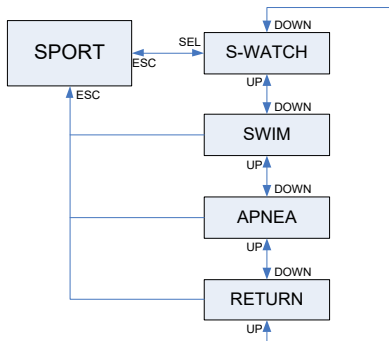 DOWN
SPORT
SEL
S-WATCH
ESC
UP
ESC
DOWN
SWIM
UP
DOWN
APNEA
UP
DOWN
RETURN
UP